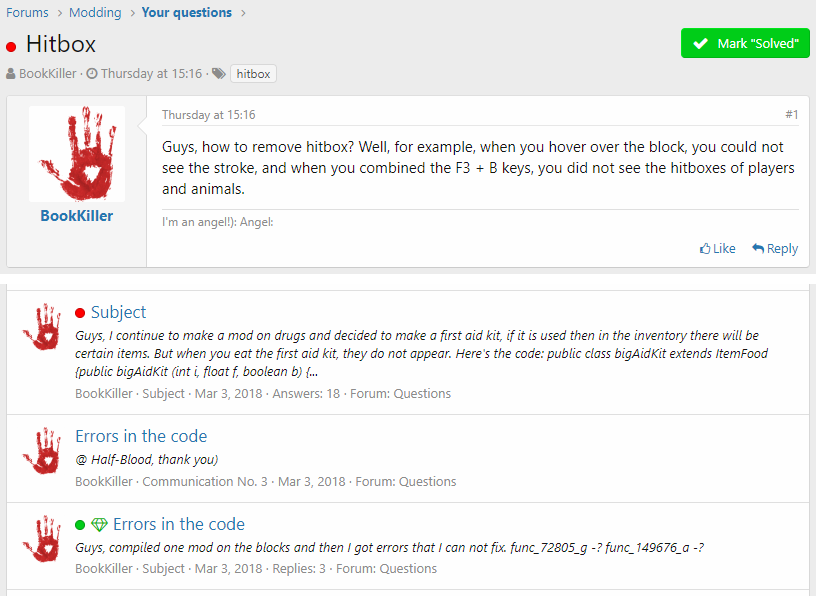 Forums > Modding > Your questions >
Hitbox
Mark "Solved"
BookKiller · Thursday at 15:16 · hitbox
Thursday at 15:16 #1
Guys, how to remove hitbox? Well, for example, when you hover over the block, you could not
see the stroke, and when you combined the F3 + B keys, you did not see the hitboxes of players
and animals.
BookKiller
I'm an angel!): Angel:
Like Reply
Subject
Guys, I continue to make a mod on drugs and decided to make a first aid kit, if it is used then in the inventory there will be
certain items. But when you eat the first aid kit, they do not appear. Here's the code: public class bigAidKit extends ItemFood
{public bigAidKit (int i, float f, boolean b) {...
BookKiller · Subject · Mar 3, 2018 · Answers: 18 · Forum: Questions
Errors in the code
@ Half-Blood, thank you)
BookKiller · Communication No. 3 · Mar 3, 2018 · Forum: Questions
Errors in the code
Guys, compiled one mod on the blocks and then I got errors that I can not fix. func_72805_g -? func_149676_a -?
BookKiller · Subject · Mar 3, 2018 · Replies: 3 · Forum: Questions